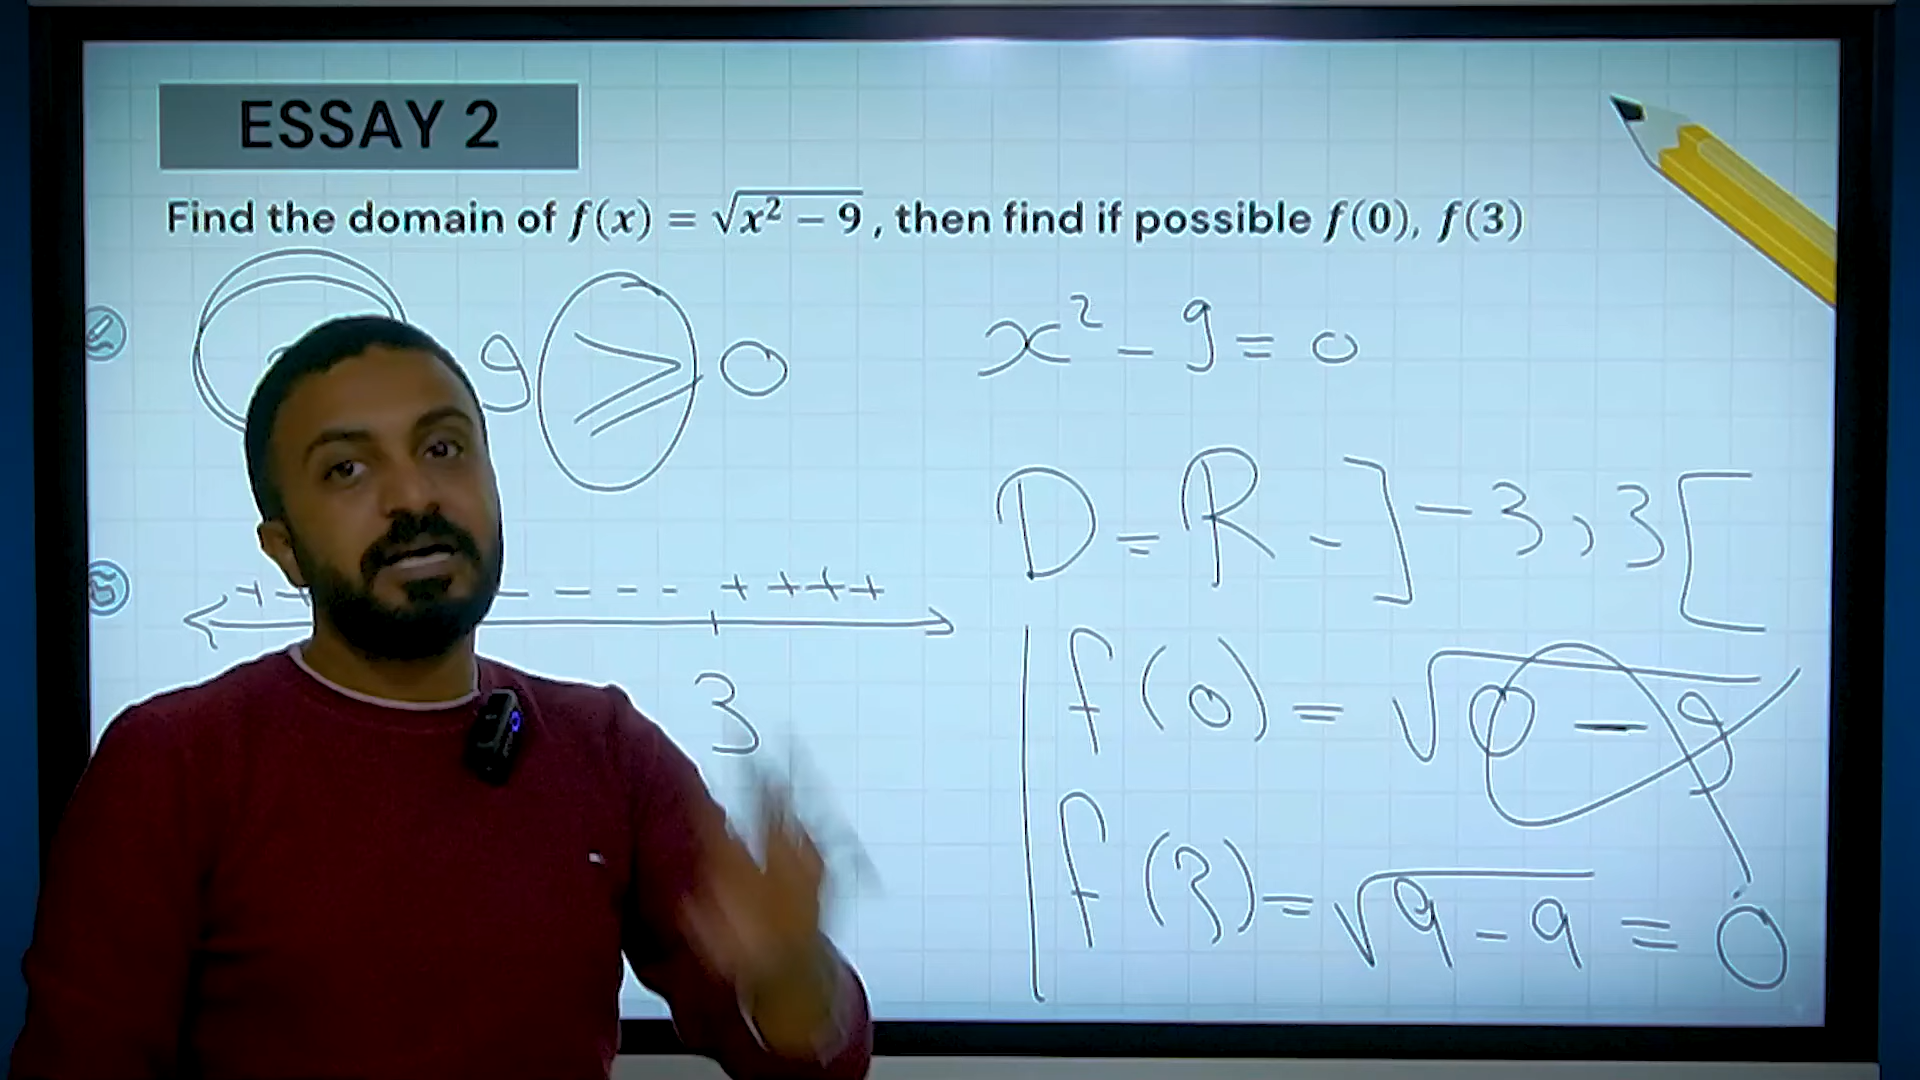 ESSAY 2
Find the domain of f(x) = √x² − 9, then find if possible f(0), f(3)
9 ≥ 0
x² − 9 = 0
D = R − ]−3, 3[
+ − − − − − + + + +
3
f(0) = √0 − 9
f(3) = √9 − 9 = 0